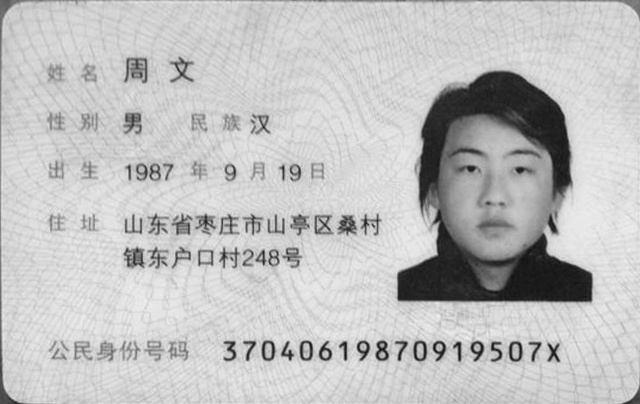 姓名 周文
性别 男 民族 汉
出生 1987 年 9 月 19 日
住址 山东省枣庄市山亭区桑村
镇东户口村248号
公民身份号码 37040619870919507X